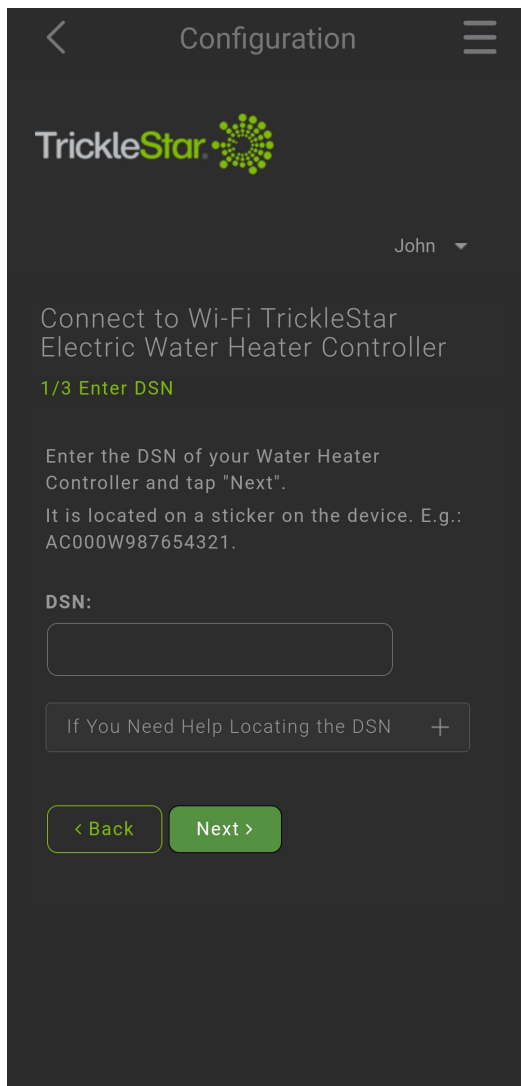 Configuration
TrickleStar®
John
Connect to Wi-Fi TrickleStar
Electric Water Heater Controller
1/3 Enter DSN
Enter the DSN of your Water Heater
Controller and tap "Next".
It is located on a sticker on the device. E.g.:
AC000W987654321.
DSN:
If You Need Help Locating the DSN +
< Back Next >